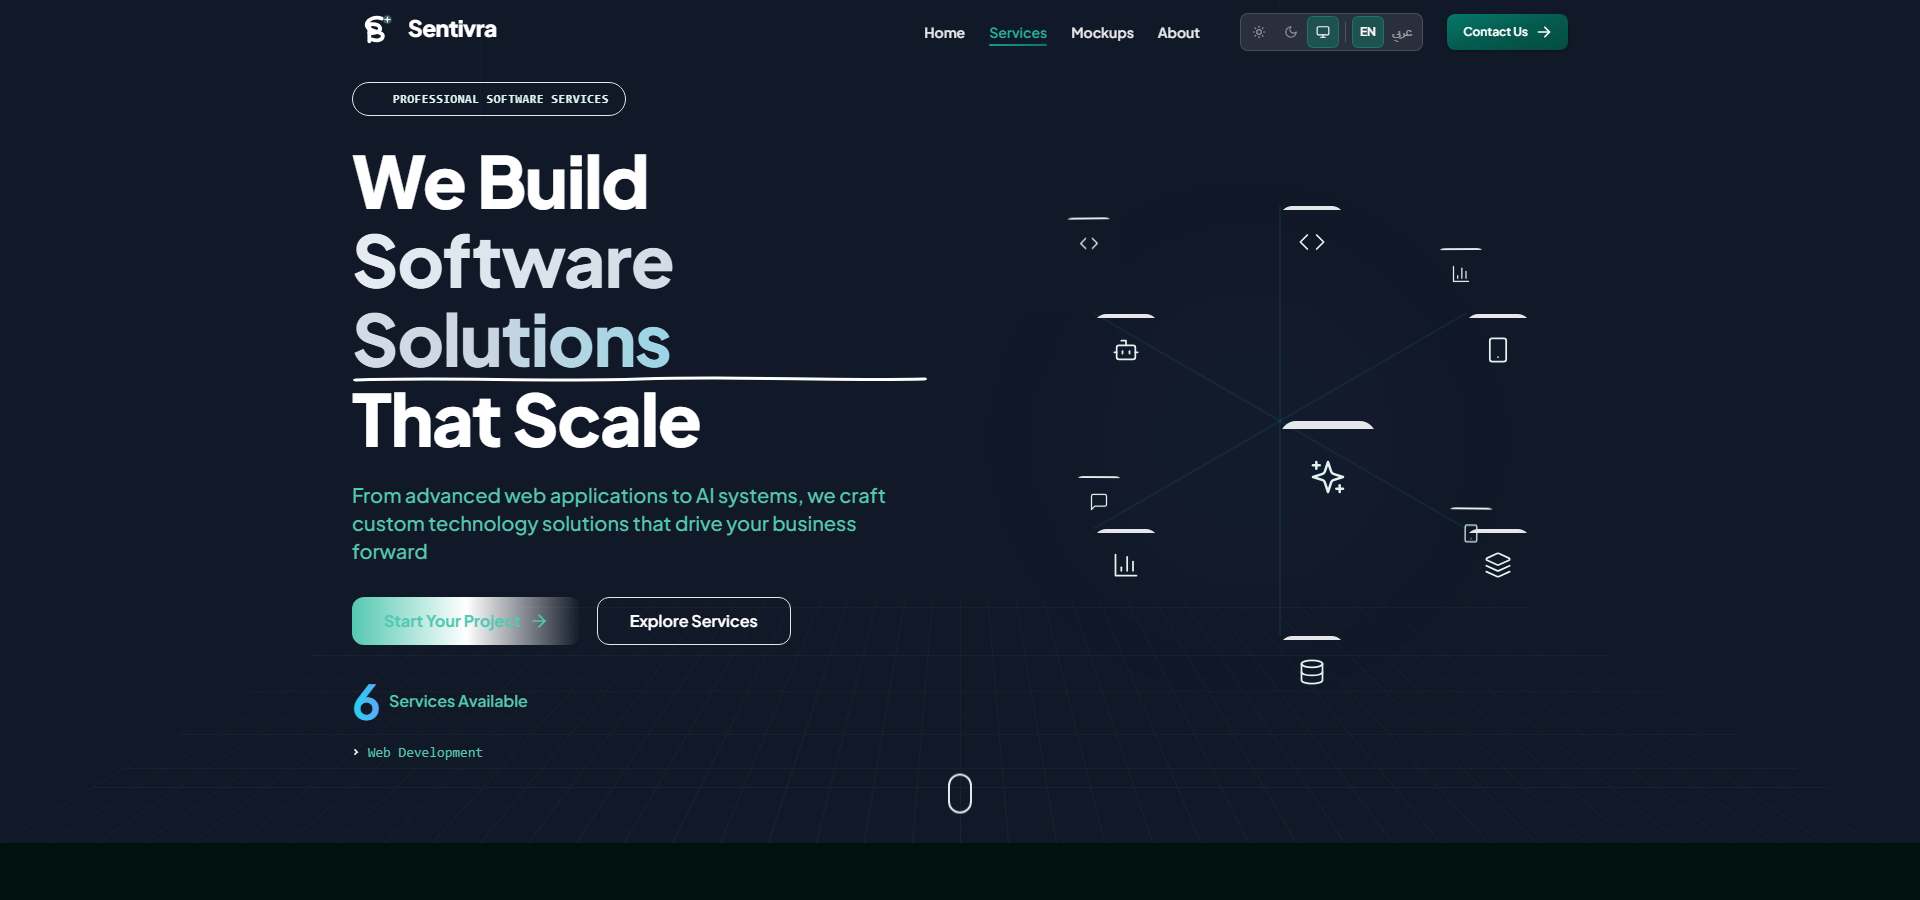 Sentivra
Home Services Mockups About EN عربي Contact Us
PROFESSIONAL SOFTWARE SERVICES
We Build
Software
Solutions
That Scale
From advanced web applications to AI systems, we craft
custom technology solutions that drive your business
forward
Start Your Project Explore Services
6 Services Available
Web Development